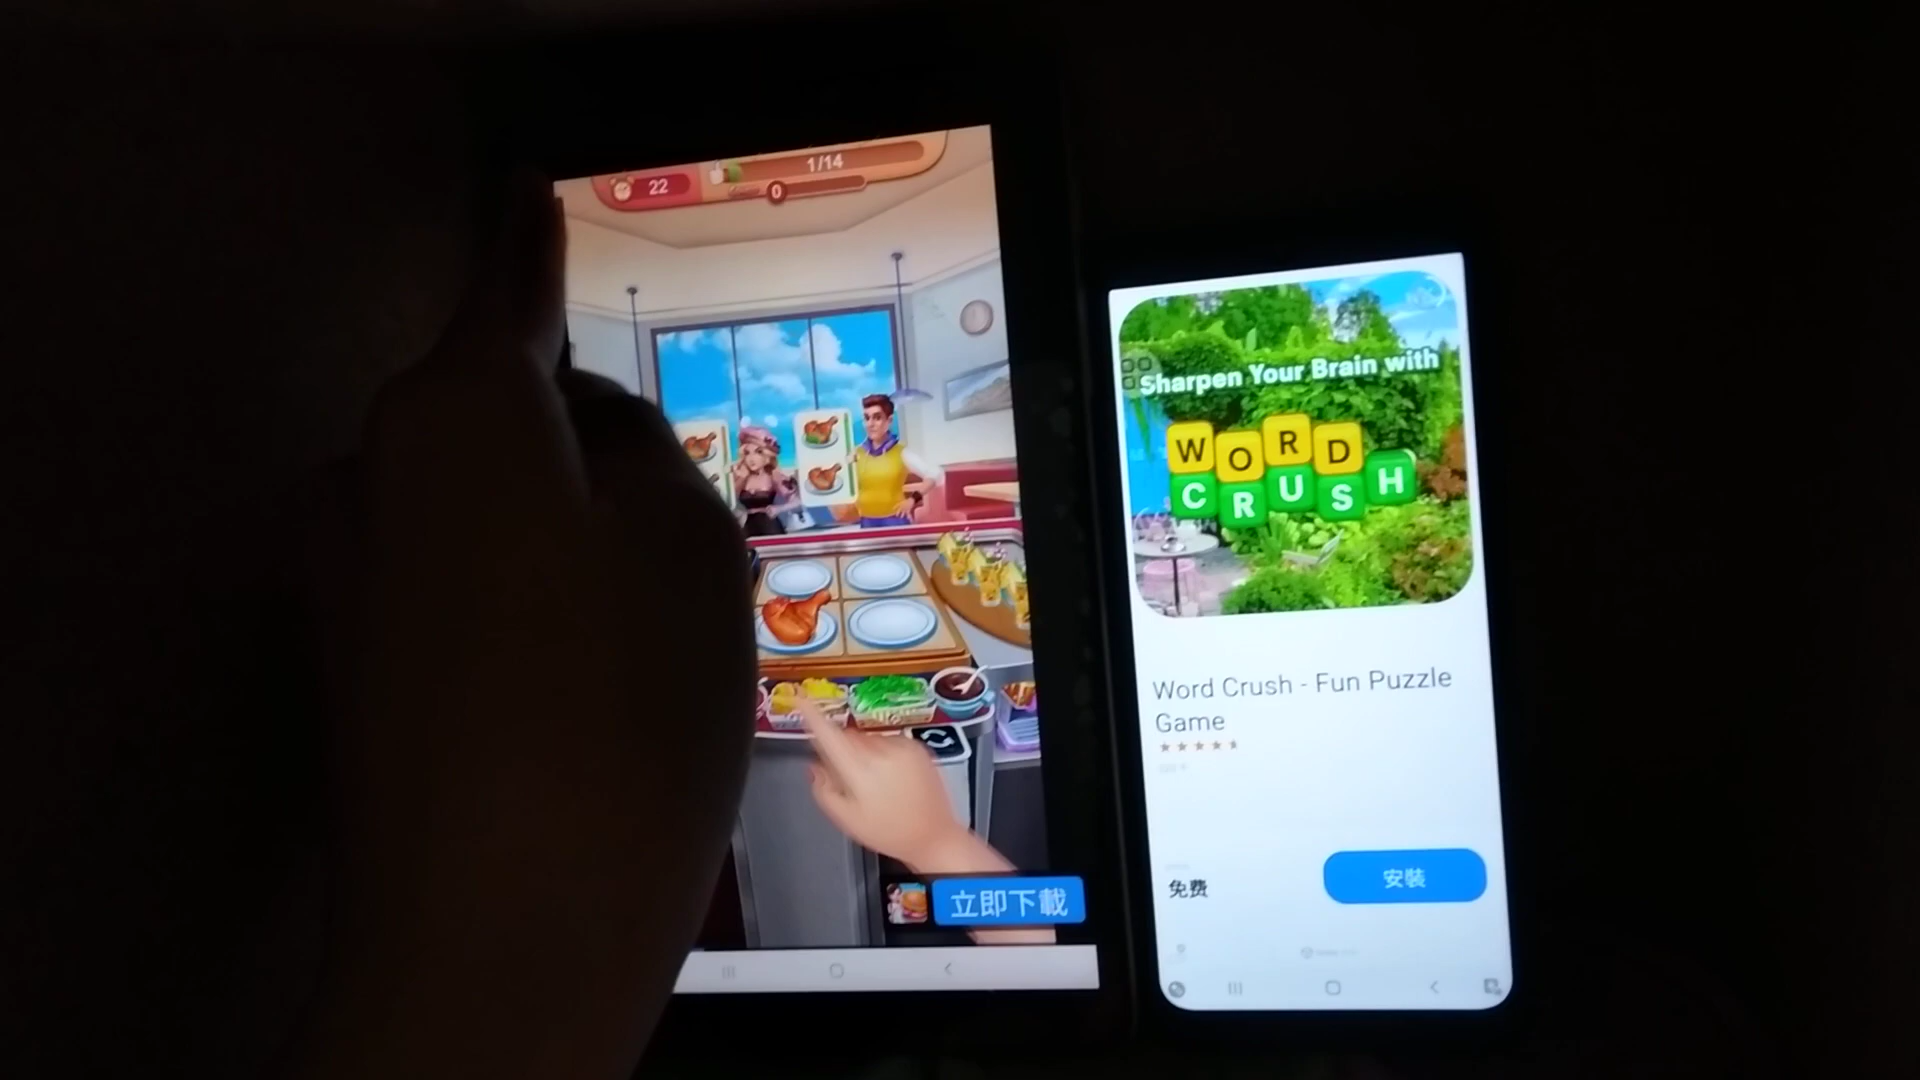 22
1/14
0
立即下載
Sharpen Your Brain with
WORD
CRUSH
Word Crush - Fun Puzzle
Game
免费
安裝